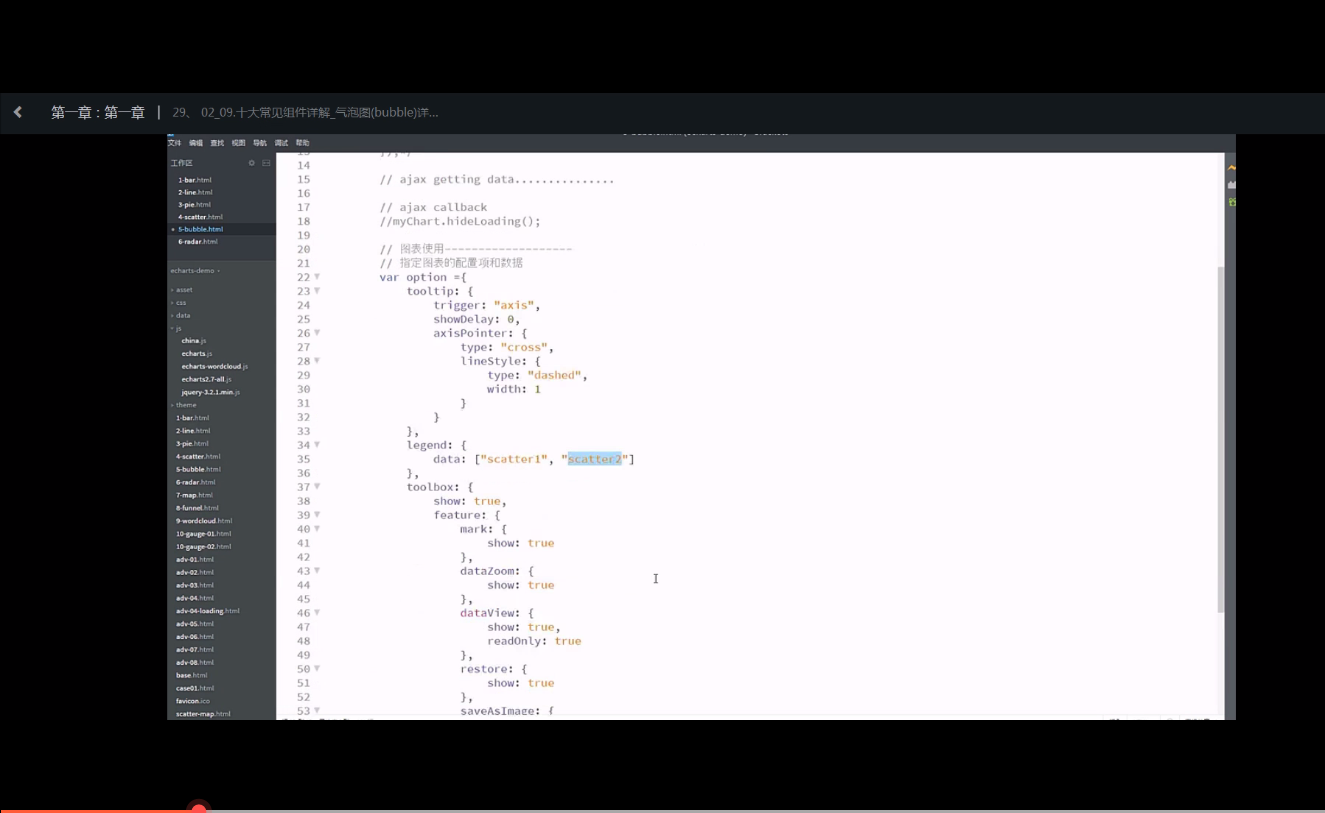 第一章 : 第一章 | 29、 02_09.十大常见组件详解_气泡图(bubble)详...
文件 编辑 查找 视图 导航 调试 帮助
工作区
1-bar.html
2-line.html
3-pie.html
4-scatter.html
5-bubble.html
6-radar.html
echarts-demo
asset
css
data
js
china.js
echarts.js
echarts-wordcloud.js
echarts2.7-all.js
jquery-3.2.1.min.js
theme
1-bar.html
2-line.html
3-pie.html
4-scatter.html
5-bubble.html
6-radar.html
7-map.html
8-funnel.html
9-wordcloud.html
10-gauge-01.html
10-gauge-02.html
adv-01.html
adv-02.html
adv-03.html
adv-04.html
adv-04-loading.html
adv-05.html
adv-06.html
adv-07.html
adv-08.html
base.html
case01.html
favicon.ico
scatter-map.html
14
15 // ajax getting data...............
16
17 // ajax callback
18 //myChart.hideLoading();
19
20 // 图表使用-------------------
21 // 指定图表的配置项和数据
22 var option ={
23 tooltip: {
24 trigger: "axis",
25 showDelay: 0,
26 axisPointer: {
27 type: "cross",
28 lineStyle: {
29 type: "dashed",
30 width: 1
31 }
32 }
33 },
34 legend: {
35 data: ["scatter1", "scatter2"]
36 },
37 toolbox: {
38 show: true,
39 feature: {
40 mark: {
41 show: true
42 },
43 dataZoom: {
44 show: true
45 },
46 dataView: {
47 show: true,
48 readOnly: true
49 },
50 restore: {
51 show: true
52 },
53 saveAsImage: {